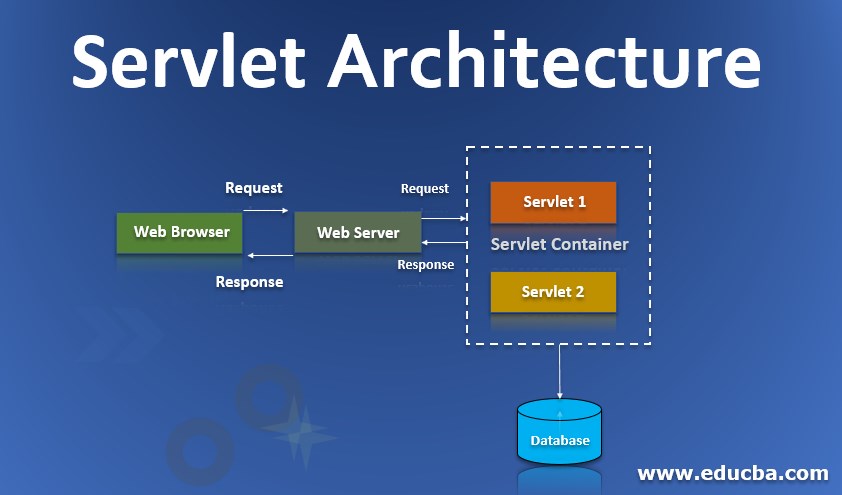 Servlet Architecture
Request
Request
Servlet 1
Web Browser
Web Server
Servlet Container
Response
Response
Servlet 2
Database
www.educba.com